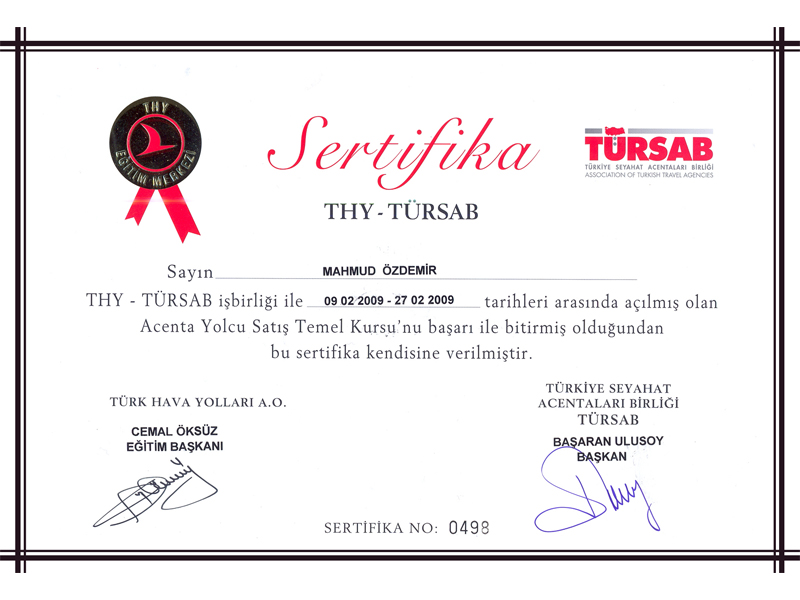 THY
EĞİTİM MERKEZİ
Sertifika
TÜRSAB
TÜRKİYE SEYAHAT ACENTALARI BİRLİĞİ
ASSOCIATION OF TURKISH TRAVEL AGENCIES
THY - TÜRSAB
Sayın MAHMUD ÖZDEMİR
THY - TÜRSAB işbirliği ile 09 02 2009 - 27 02 2009 tarihleri arasında açılmış olan
Acenta Yolcu Satış Temel Kursu'nu başarı ile bitirmiş olduğundan
bu sertifika kendisine verilmiştir.
TÜRK HAVA YOLLARI A.O.
CEMAL ÖKSÜZ
EĞİTİM BAŞKANI
TÜRKİYE SEYAHAT
ACENTALARI BİRLİĞİ
TÜRSAB
BAŞARAN ULUSOY
BAŞKAN
SERTİFİKA NO: 0498